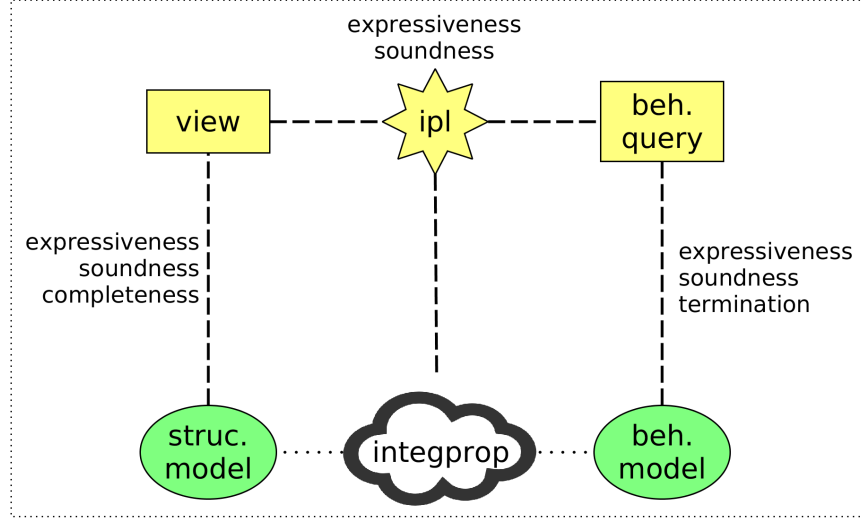 expressiveness
soundness
view
ipl
beh.
query
expressiveness
soundness
completeness
expressiveness
soundness
termination
struc.
model
integprop
beh.
model